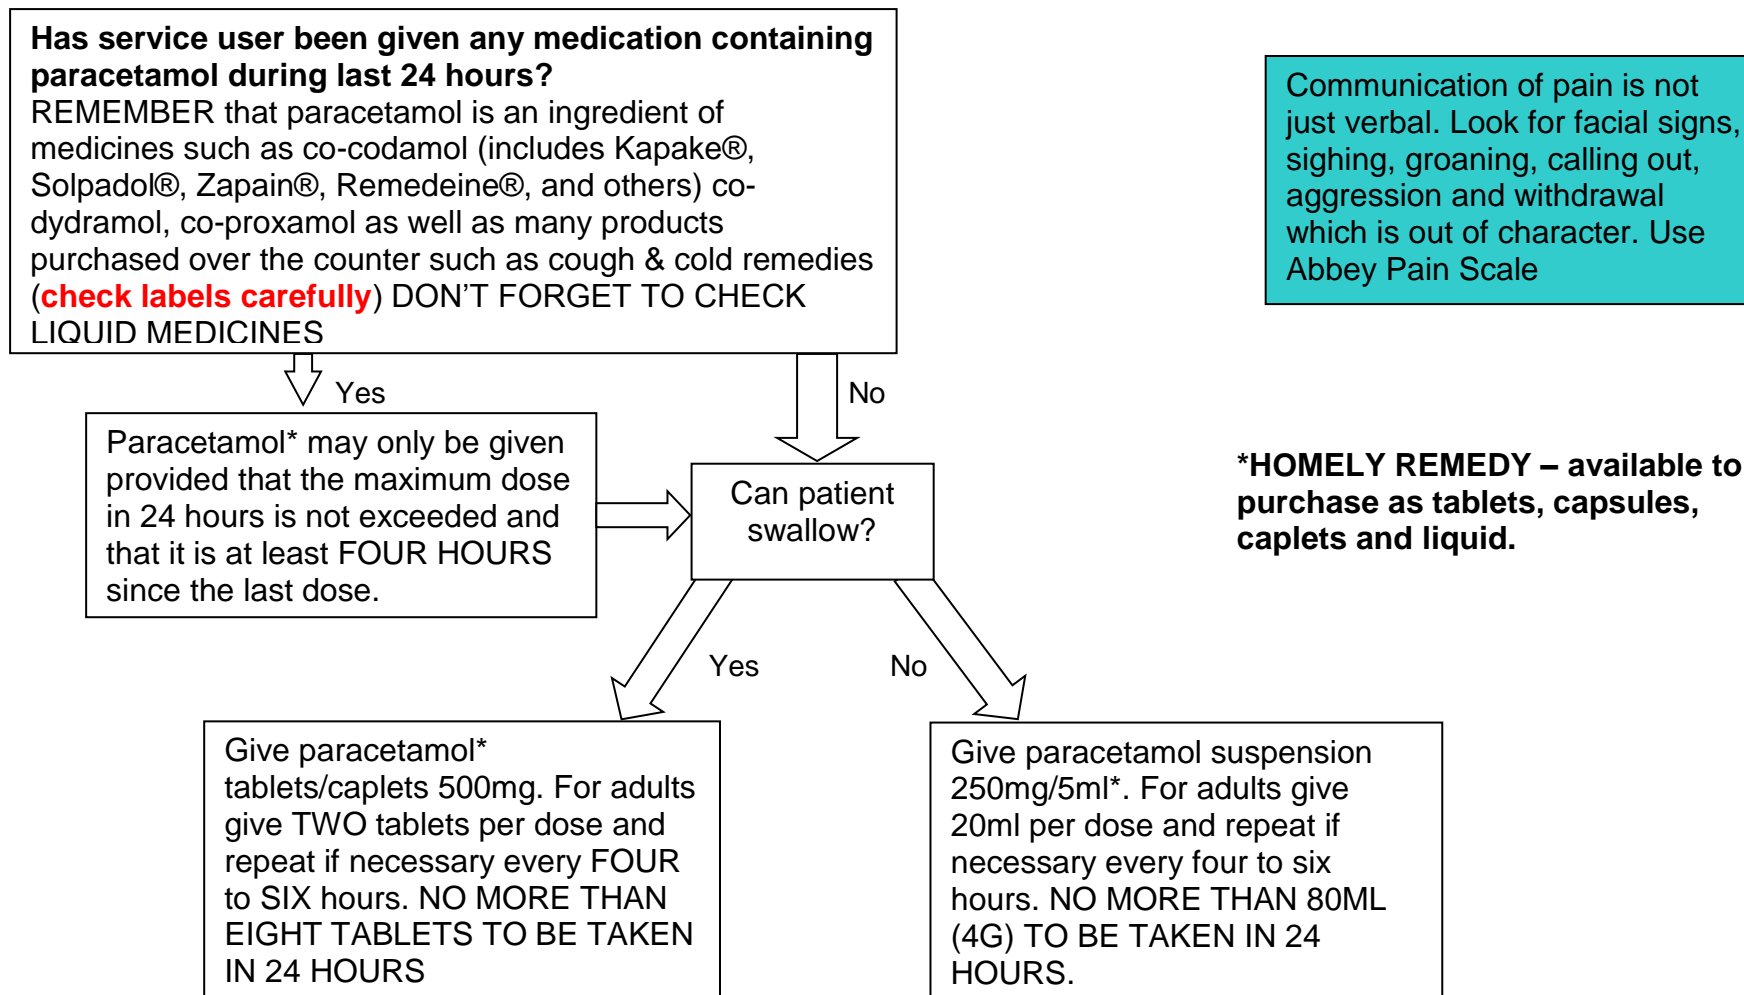 Has service user been given any medication containing
paracetamol during last 24 hours?
REMEMBER that paracetamol is an ingredient of
medicines such as co-codamol (includes Kapake®,
Solpadol®, Zapain®, Remedeine®, and others) co-
dydramol, co-proxamol as well as many products
purchased over the counter such as cough & cold remedies
(check labels carefully) DON’T FORGET TO CHECK
LIQUID MEDICINES
Communication of pain is not
just verbal. Look for facial signs,
sighing, groaning, calling out,
aggression and withdrawal
which is out of character. Use
Abbey Pain Scale
Yes
No
Paracetamol* may only be given
provided that the maximum dose
in 24 hours is not exceeded and
that it is at least FOUR HOURS
since the last dose.
Can patient
swallow?
*HOMELY REMEDY – available to
purchase as tablets, capsules,
caplets and liquid.
Yes
No
Give paracetamol*
tablets/caplets 500mg. For adults
give TWO tablets per dose and
repeat if necessary every FOUR
to SIX hours. NO MORE THAN
EIGHT TABLETS TO BE TAKEN
IN 24 HOURS
Give paracetamol suspension
250mg/5ml*. For adults give
20ml per dose and repeat if
necessary every four to six
hours. NO MORE THAN 80ML
(4G) TO BE TAKEN IN 24
HOURS.